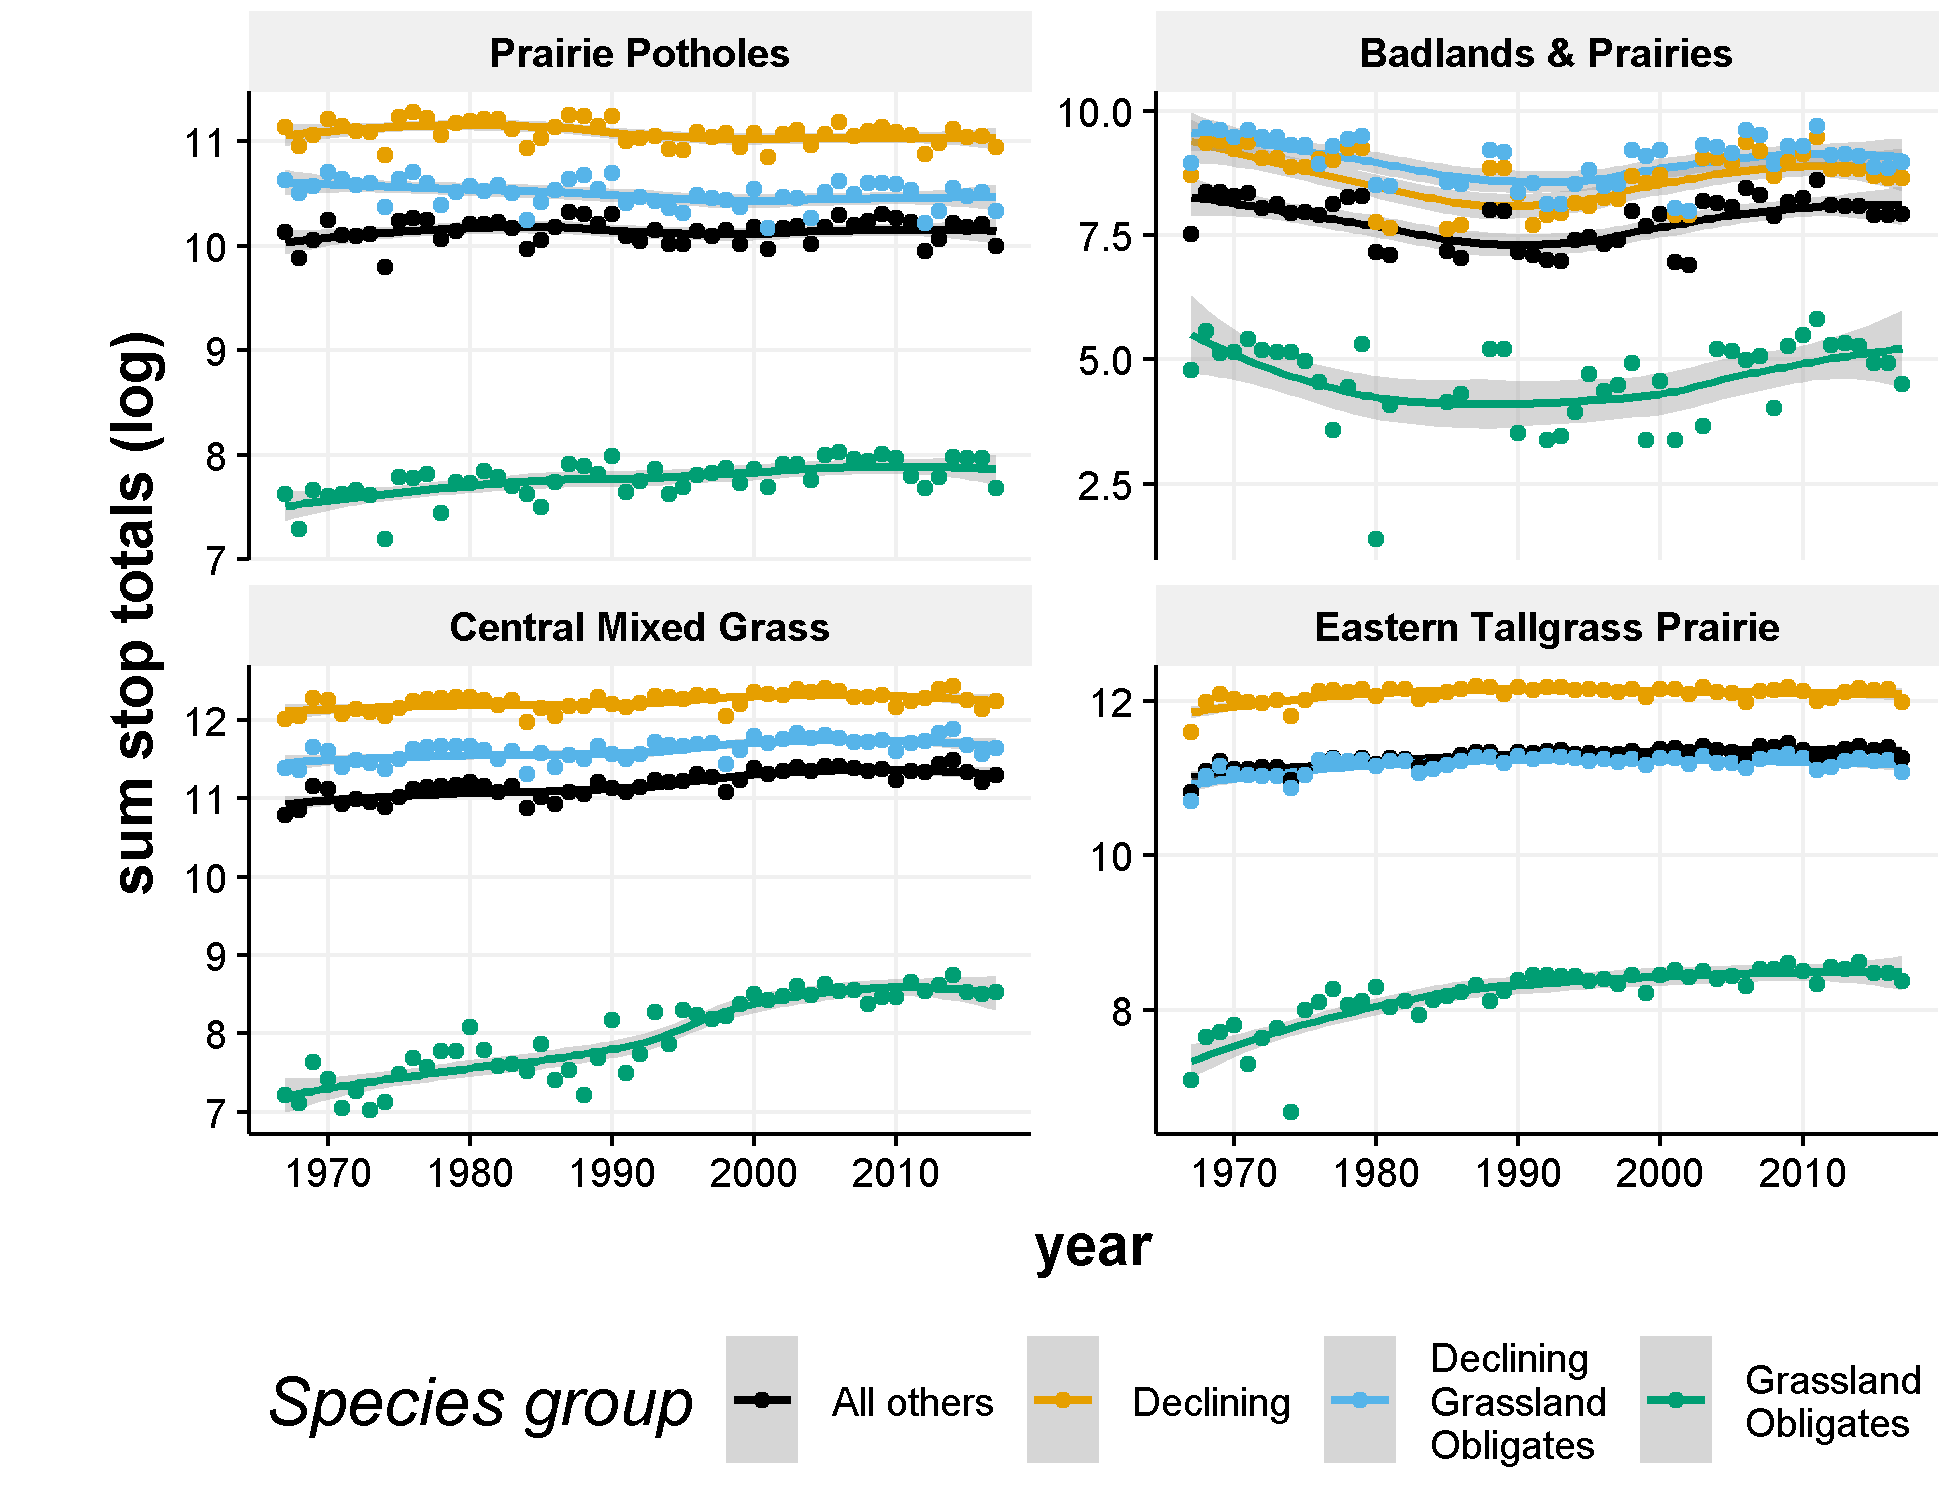 Prairie Potholes
Badlands & Prairies
11
10
9
8
7
10.0
7.5
5.0
2.5
sum stop totals (log)
Central Mixed Grass
Eastern Tallgrass Prairie
12
11
10
9
8
7
12
10
8
1970 1980 1990 2000 2010
1970 1980 1990 2000 2010
year
Species group
All others
Declining
Declining
Grassland
Obligates
Grassland
Obligates